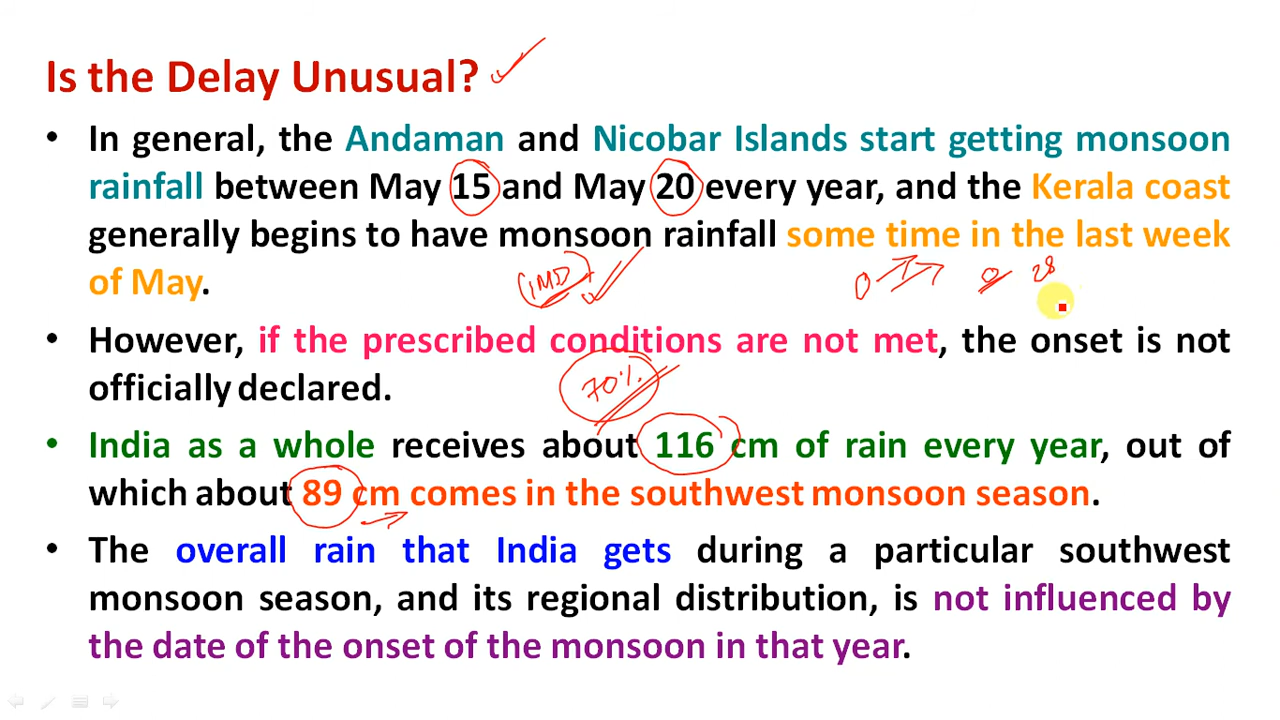 Is the Delay Unusual?
• In general, the Andaman and Nicobar Islands start getting monsoon
rainfall between May 15 and May 20 every year, and the Kerala coast
generally begins to have monsoon rainfall some time in the last week
of May.
(IMD)
28
• However, if the prescribed conditions are not met, the onset is not
officially declared.
70%
• India as a whole receives about 116 cm of rain every year, out of
which about 89 cm comes in the southwest monsoon season.
• The overall rain that India gets during a particular southwest
monsoon season, and its regional distribution, is not influenced by
the date of the onset of the monsoon in that year.